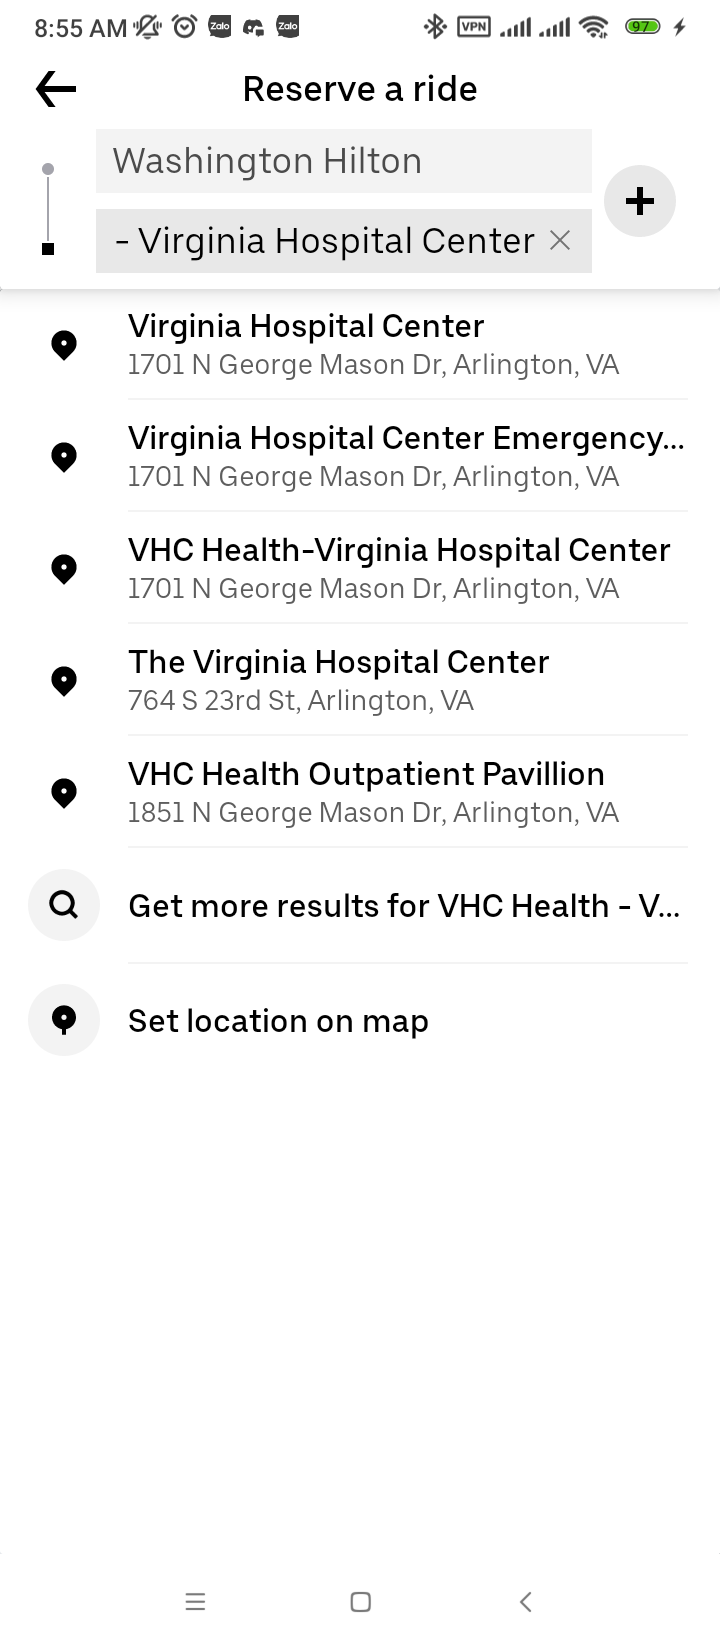 8:55 AM Zalo Zalo VPN 97
Reserve a ride
Washington Hilton
- Virginia Hospital Center
Virginia Hospital Center
1701 N George Mason Dr, Arlington, VA
Virginia Hospital Center Emergency...
1701 N George Mason Dr, Arlington, VA
VHC Health-Virginia Hospital Center
1701 N George Mason Dr, Arlington, VA
The Virginia Hospital Center
764 S 23rd St, Arlington, VA
VHC Health Outpatient Pavillion
1851 N George Mason Dr, Arlington, VA
Get more results for VHC Health - V...
Set location on map